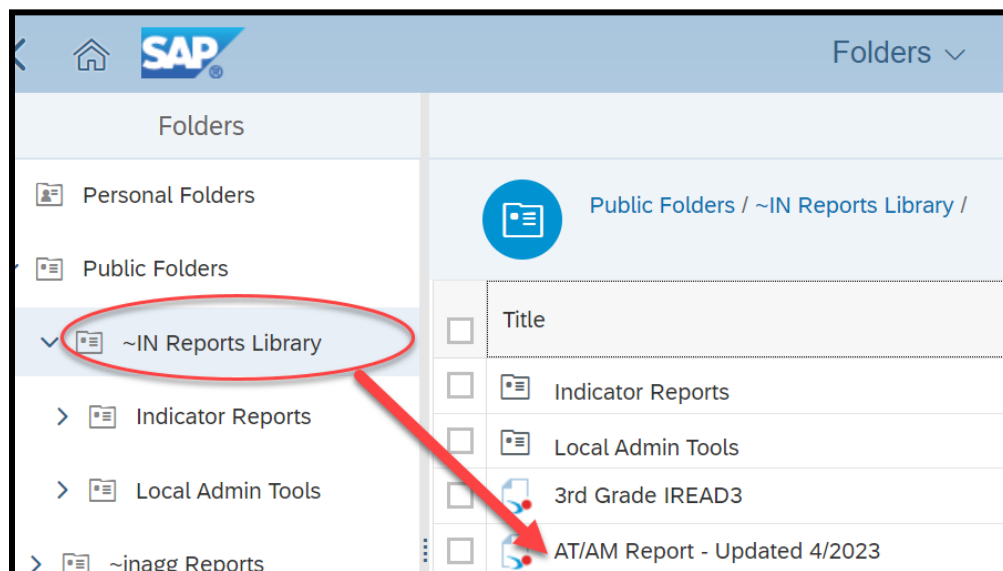 SAP®
Folders
Folders
Personal Folders
Public Folders
~IN Reports Library
Indicator Reports
Local Admin Tools
~inagg Reports
Public Folders / ~IN Reports Library /
Title
Indicator Reports
Local Admin Tools
3rd Grade IREAD3
AT/AM Report - Updated 4/2023